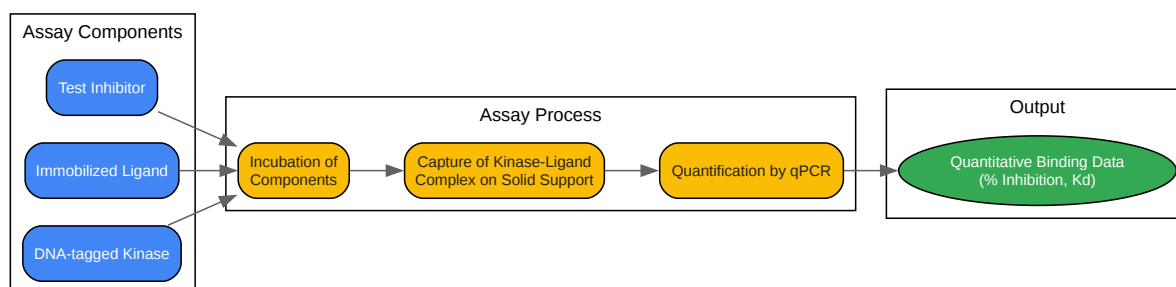 Assay Components
Test Inhibitor
Immobilized Ligand
DNA-tagged Kinase
Assay Process
Incubation of
Components
Capture of Kinase-Ligand
Complex on Solid Support
Quantification by qPCR
Output
Quantitative Binding Data
(% Inhibition, Kd)